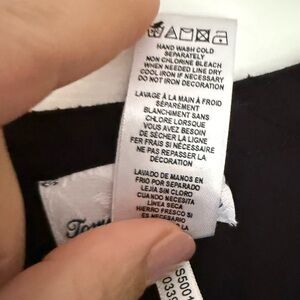 HAND WASH COLD
SEPARATELY
NON CHLORINE BLEACH
WHEN NEEDED LINE DRY
COOL IRON IF NECESSARY
DO NOT IRON DECORATION
LAVAGE À LA MAIN À FROID
SÉPARÉMENT
BLANCHIMENT SANS
CHLORE LORSQUE
VOUS AVEZ BESOIN
DE SÉCHER LA LIGNE
FER FRAIS SI NÉCESSAIRE
NE PAS REPASSER LA
DÉCORATION
LAVADO DE MANOS EN
FRIO POR SEPARADO
LEJIA SIN CLORO
CUANDO NECESITA
LINEA SECA
HIERRO FRESCO SI
ES NECESARIO